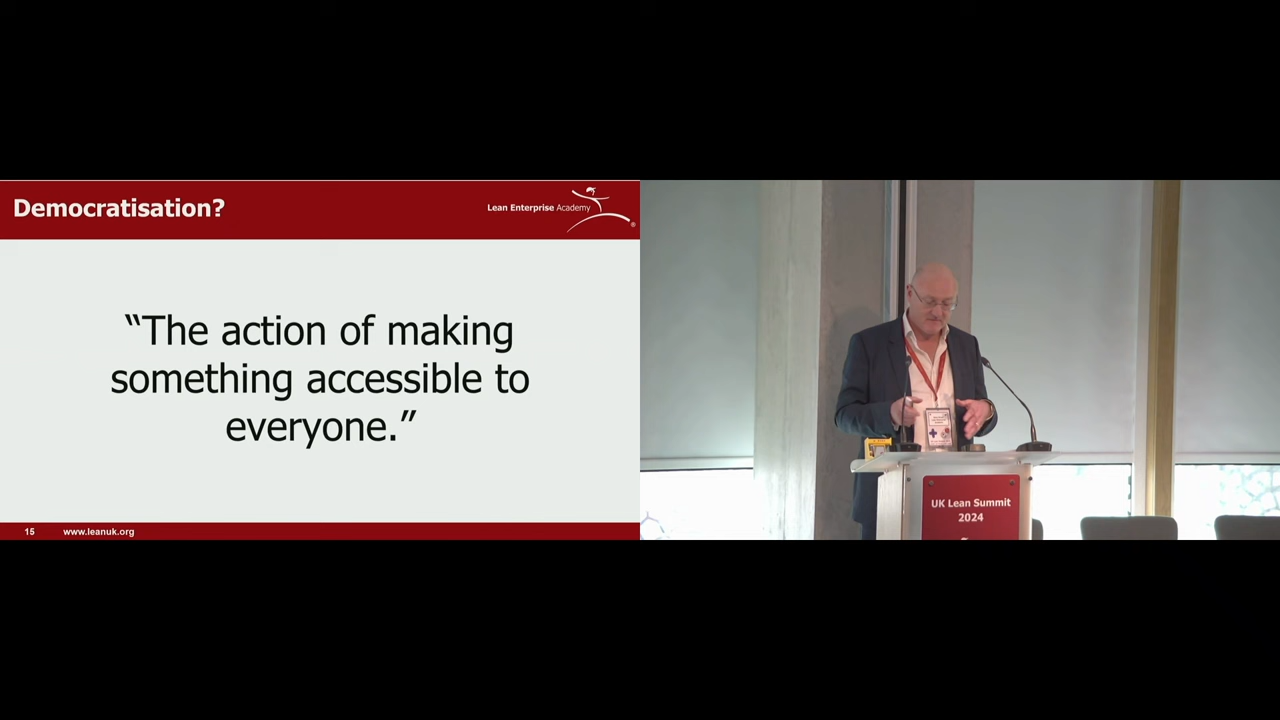 Democratisation?
Lean Enterprise Academy
®
“The action of making
something accessible to
everyone.”
15
www.leanuk.org
UK Lean Summit
2024